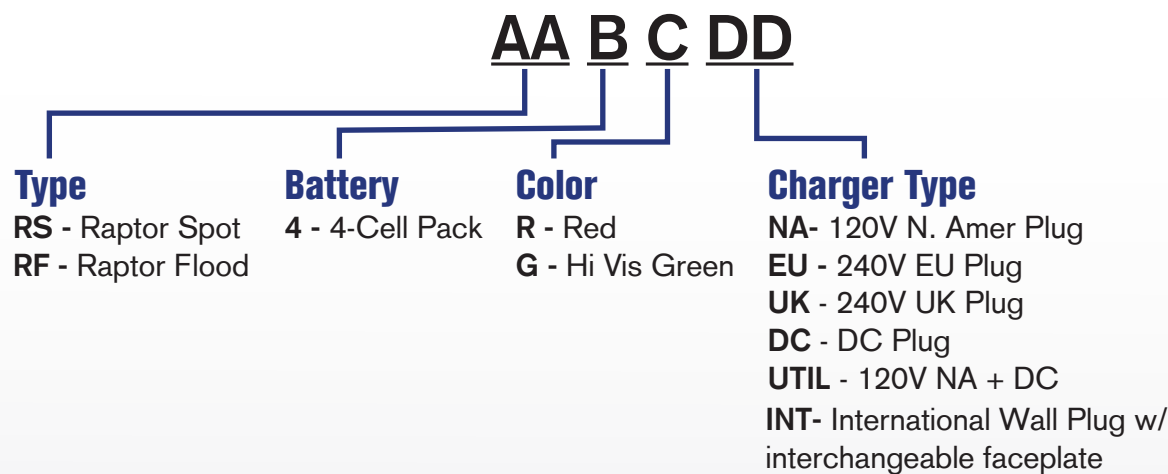 AA B C DD
Type
RS - Raptor Spot
RF - Raptor Flood
Battery
4 - 4-Cell Pack
Color
R - Red
G - Hi Vis Green
Charger Type
NA- 120V N. Amer Plug
EU - 240V EU Plug
UK - 240V UK Plug
DC - DC Plug
UTIL - 120V NA + DC
INT- International Wall Plug w/
interchangeable faceplate